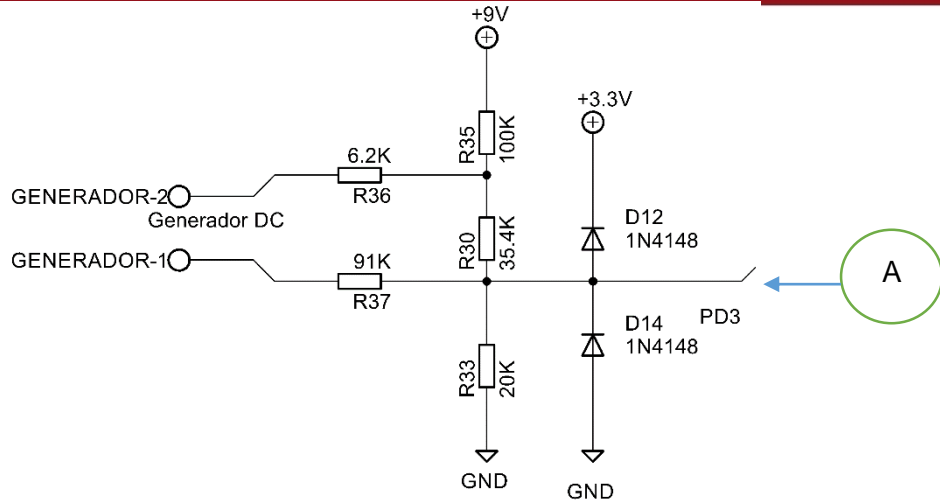 +9V
+3.3V
R35
100K
6.2K
R36
GENERADOR-2
Generador DC
R30
35.4K
D12
1N4148
GENERADOR-1
91K
R37
A
PD3
D14
1N4148
R33
20K
GND
GND